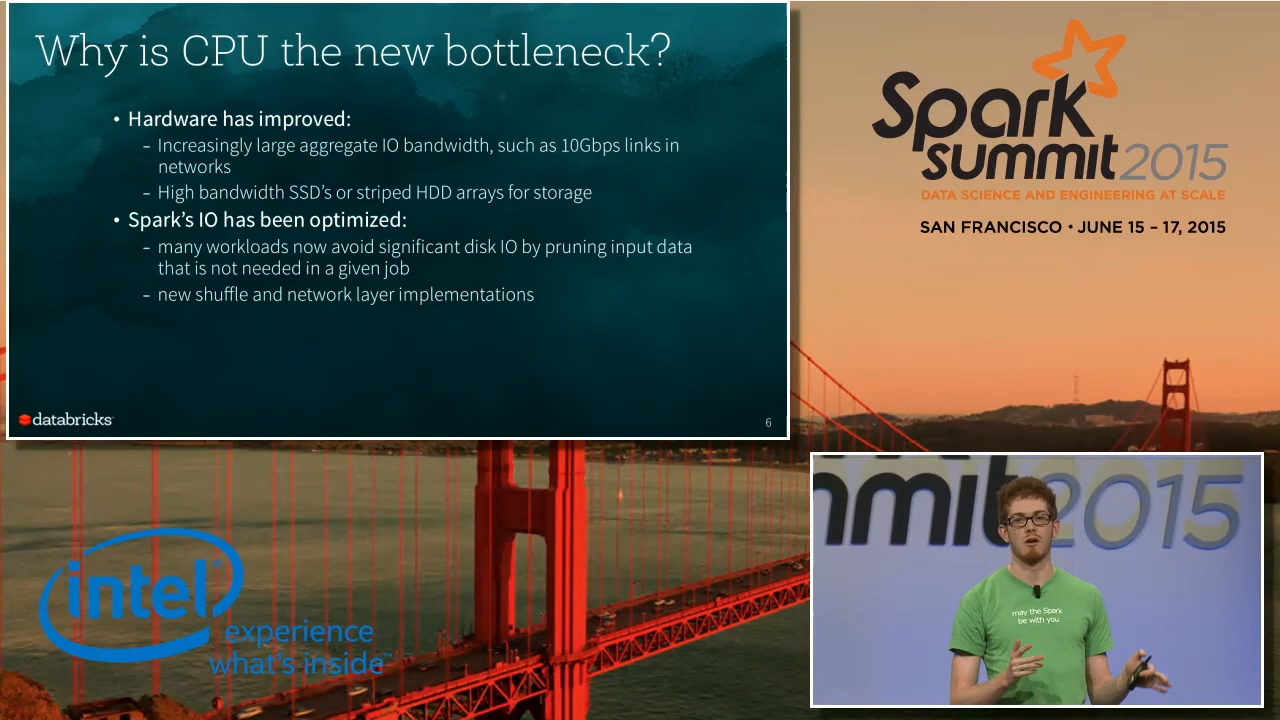 Why is CPU the new bottleneck?
• Hardware has improved:
– Increasingly large aggregate IO bandwidth, such as 10Gbps links in
networks
– High bandwidth SSD's or striped HDD arrays for storage
• Spark's IO has been optimized:
– many workloads now avoid significant disk IO by pruning input data
that is not needed in a given job
– new shuffle and network layer implementations
databricks
6
Spark
summit 2015
DATA SCIENCE AND ENGINEERING AT SCALE
SAN FRANCISCO • JUNE 15 – 17, 2015
intel®
experience
what's inside™
mmit 2015
may the Spark
be with you